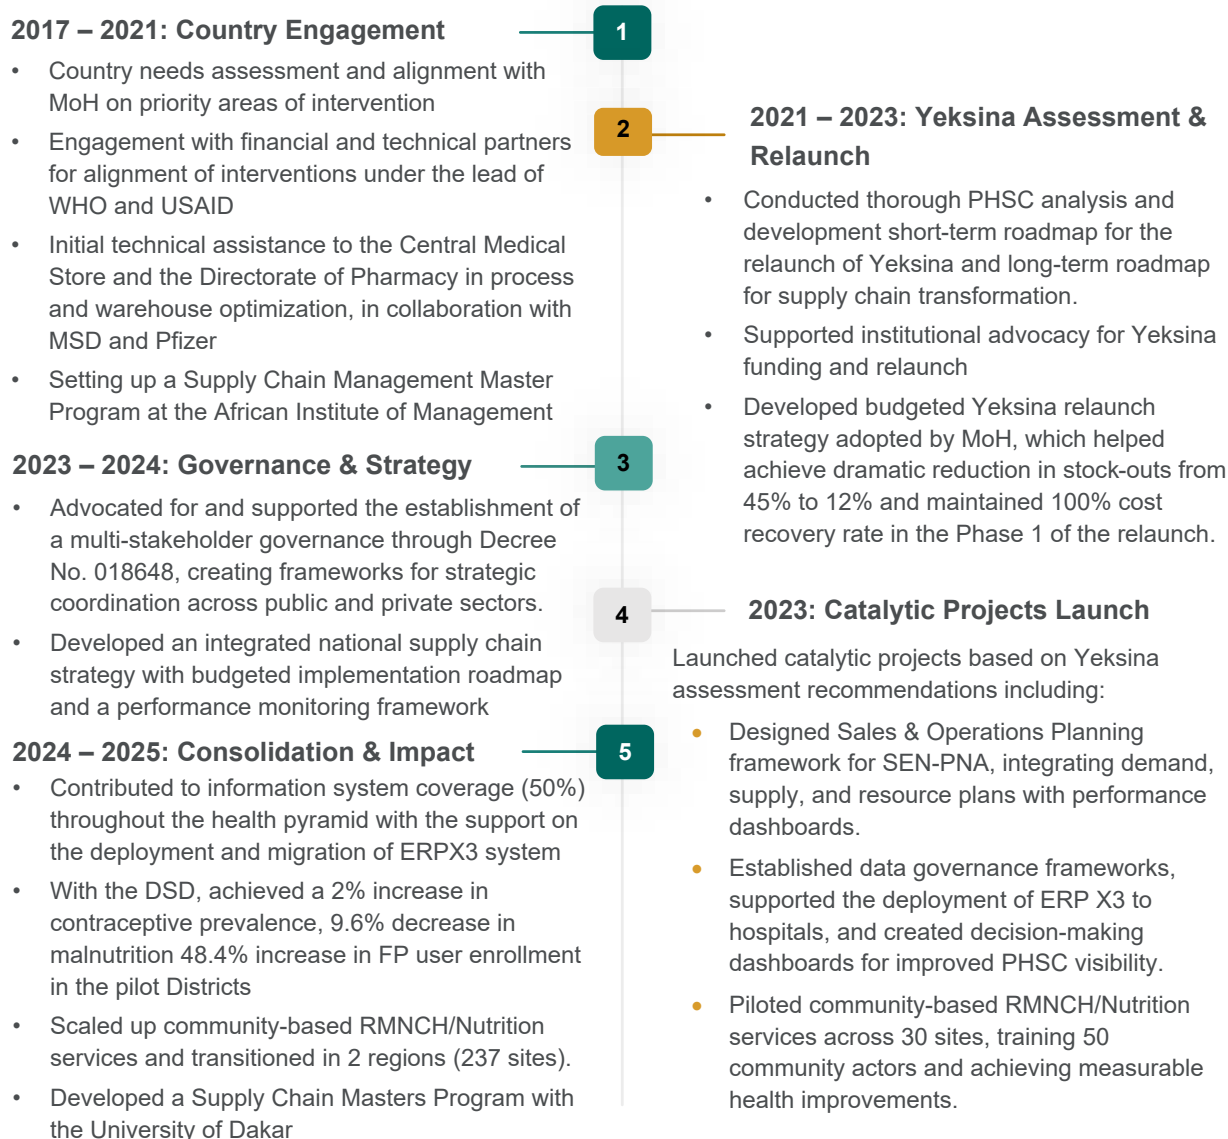 2017 – 2021: Country Engagement
1
• Country needs assessment and alignment with
MoH on priority areas of intervention
• Engagement with financial and technical partners
for alignment of interventions under the lead of
WHO and USAID
• Initial technical assistance to the Central Medical
Store and the Directorate of Pharmacy in process
and warehouse optimization, in collaboration with
MSD and Pfizer
• Setting up a Supply Chain Management Master
Program at the African Institute of Management
2
2021 – 2023: Yeksina Assessment &
Relaunch
• Conducted thorough PHSC analysis and
development short-term roadmap for the
relaunch of Yeksina and long-term roadmap
for supply chain transformation.
• Supported institutional advocacy for Yeksina
funding and relaunch
• Developed budgeted Yeksina relaunch
strategy adopted by MoH, which helped
achieve dramatic reduction in stock-outs from
45% to 12% and maintained 100% cost
recovery rate in the Phase 1 of the relaunch.
2023 – 2024: Governance & Strategy
3
• Advocated for and supported the establishment of
a multi-stakeholder governance through Decree
No. 018648, creating frameworks for strategic
coordination across public and private sectors.
• Developed an integrated national supply chain
strategy with budgeted implementation roadmap
and a performance monitoring framework
4
2023: Catalytic Projects Launch
Launched catalytic projects based on Yeksina
assessment recommendations including:
• Designed Sales & Operations Planning
framework for SEN-PNA, integrating demand,
supply, and resource plans with performance
dashboards.
• Established data governance frameworks,
supported the deployment of ERP X3 to
hospitals, and created decision-making
dashboards for improved PHSC visibility.
• Piloted community-based RMNCH/Nutrition
services across 30 sites, training 50
community actors and achieving measurable
health improvements.
2024 – 2025: Consolidation & Impact
5
• Contributed to information system coverage (50%)
throughout the health pyramid with the support on
the deployment and migration of ERPX3 system
• With the DSD, achieved a 2% increase in
contraceptive prevalence, 9.6% decrease in
malnutrition 48.4% increase in FP user enrollment
in the pilot Districts
• Scaled up community-based RMNCH/Nutrition
services and transitioned in 2 regions (237 sites).
• Developed a Supply Chain Masters Program with
the University of Dakar